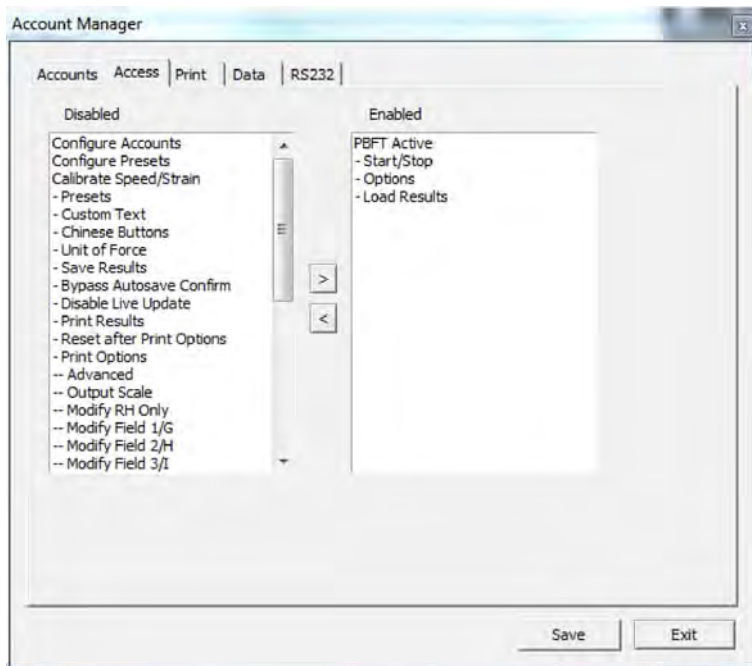 Account Manager
Accounts Access Print Data RS232
Disabled
Configure Accounts
Configure Presets
Calibrate Speed/Strain
- Presets
- Custom Text
- Chinese Buttons
- Unit of Force
- Save Results
- Bypass Autosave Confirm
- Disable Live Update
- Print Results
- Reset after Print Options
- Print Options
-- Advanced
-- Output Scale
-- Modify RH Only
-- Modify Field 1/G
-- Modify Field 2/H
-- Modify Field 3/I
>
<
Enabled
PBFT Active
- Start/Stop
- Options
- Load Results
Save Exit